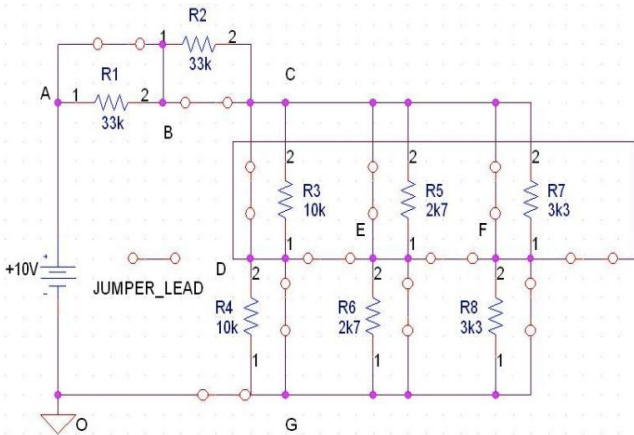 R2
1 2
33k
A
R1
C
1 2
33k
B
2 2 2
R3
10k
R5
2k7
R7
3k3
E
F
1 1 1
+10V
JUMPER_LEAD
D
2 2 2
R4
10k
R6
2k7
R8
3k3
1 1 1
O
G